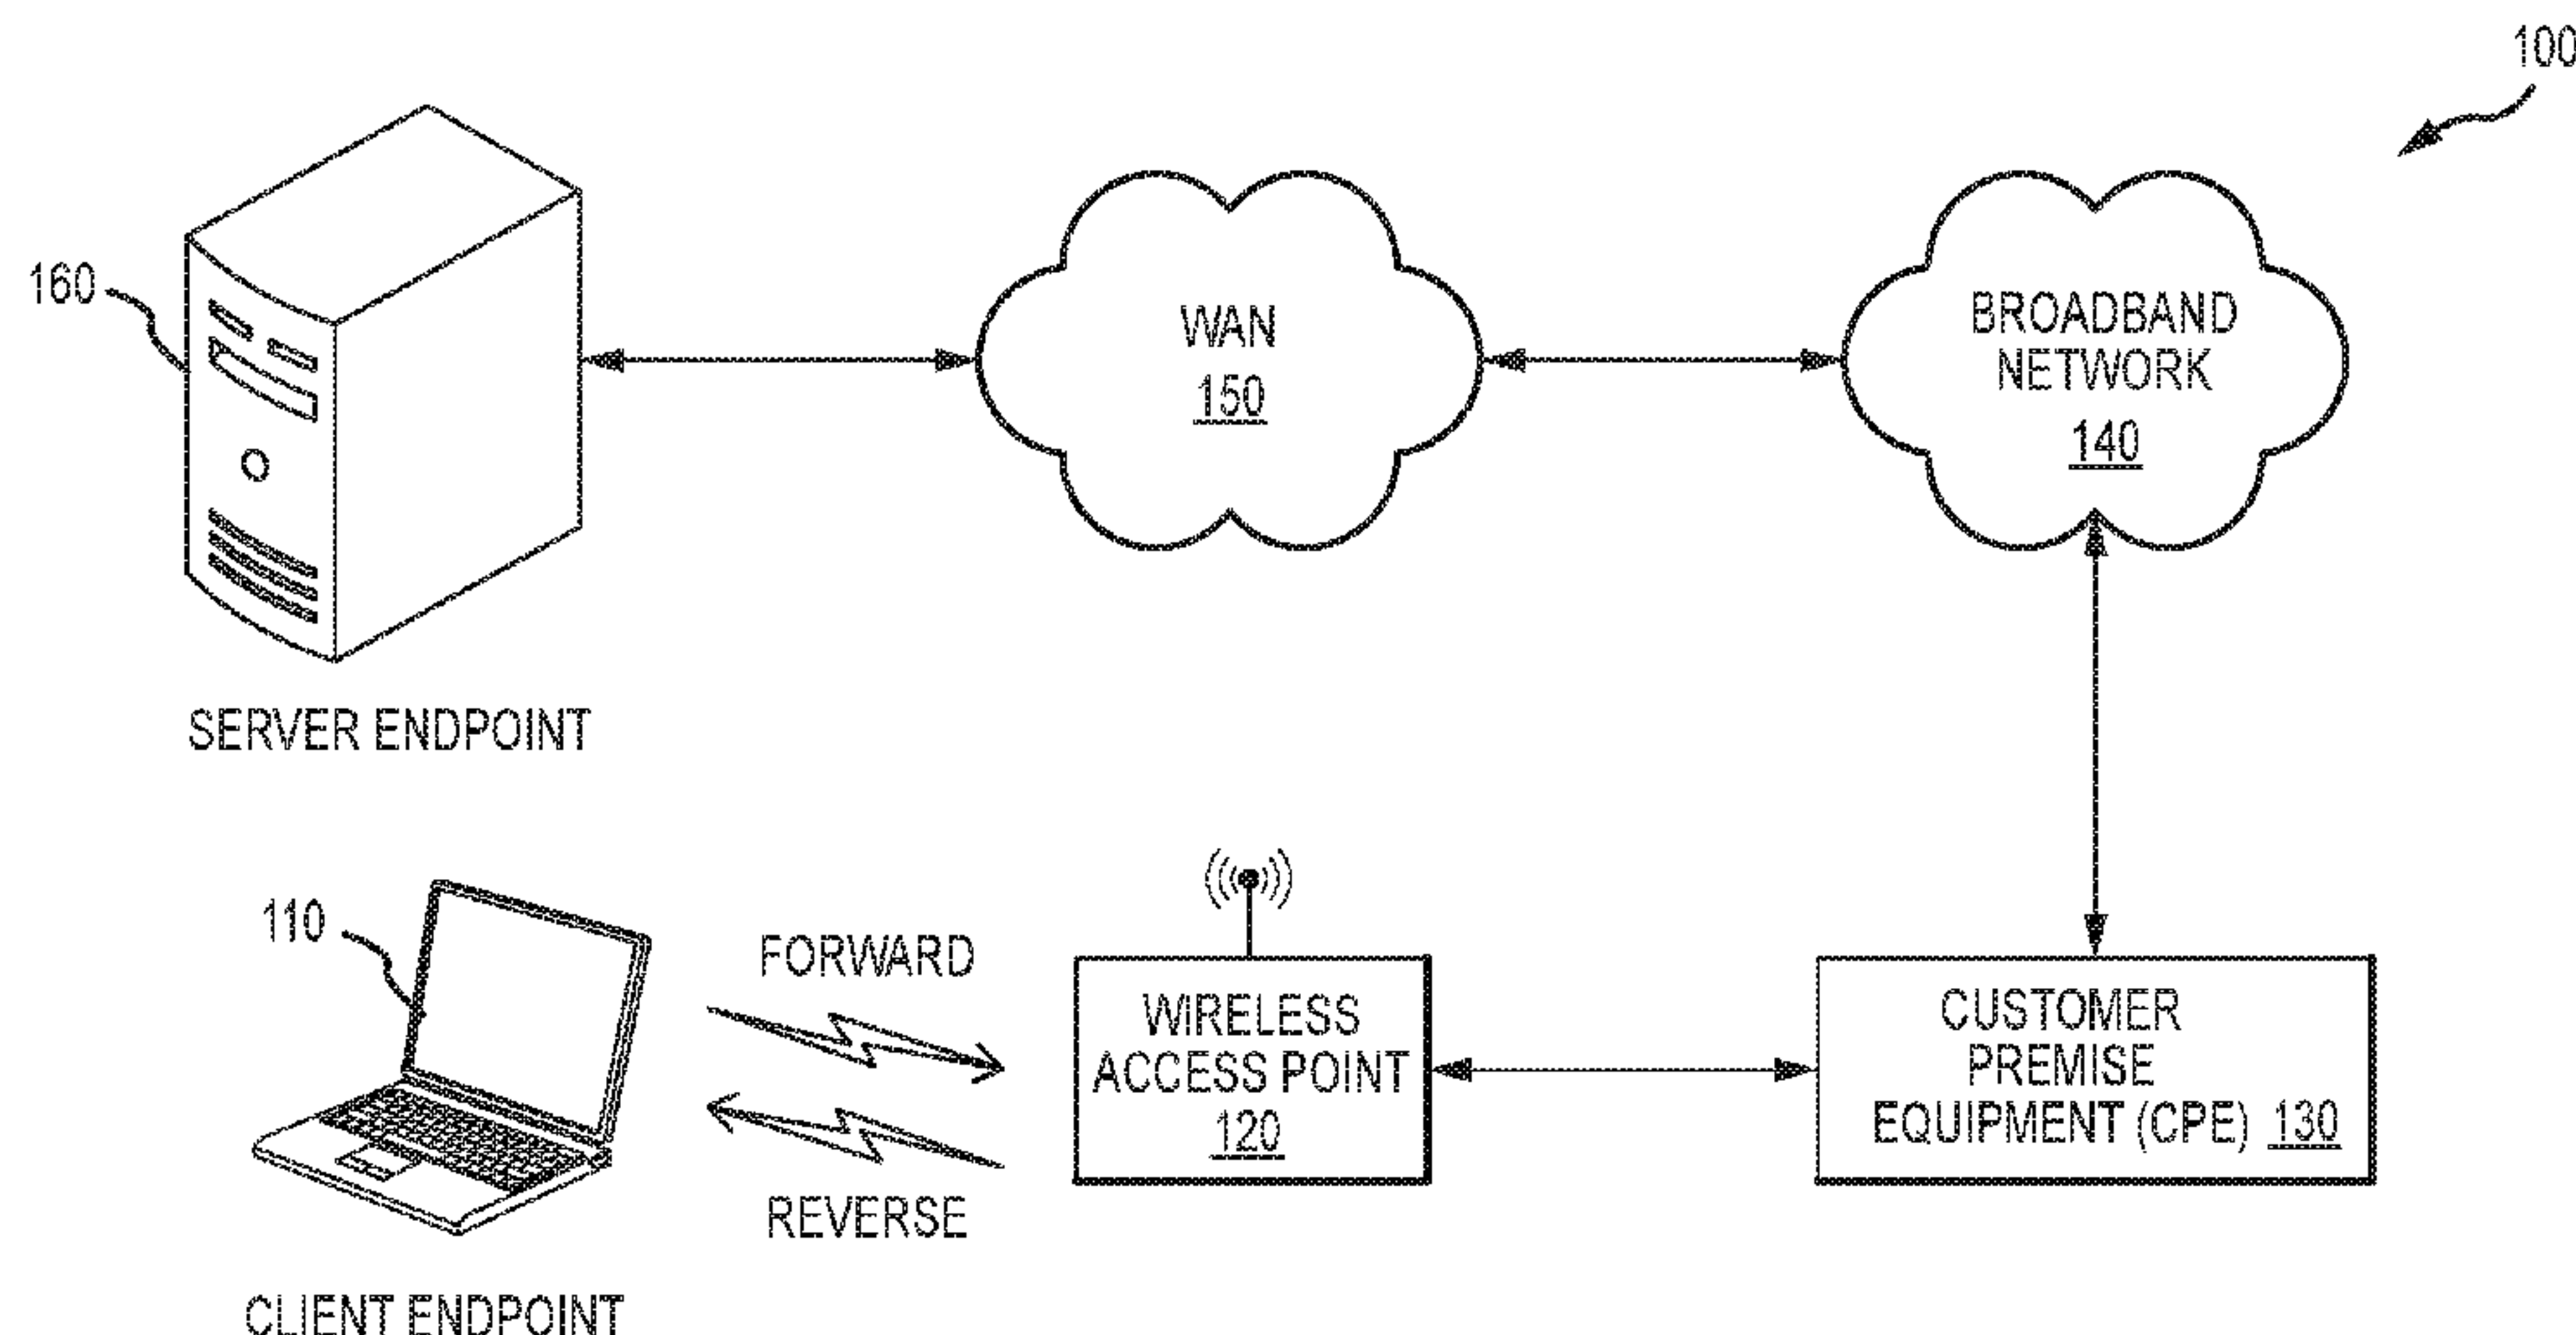 100
160
WAN
150
BROADBAND
NETWORK
140
SERVER ENDPOINT
110
FORWARD
REVERSE
WIRELESS
ACCESS POINT
120
CUSTOMER
PREMISE
EQUIPMENT (CPE) 130
CLIENT ENDPOINT